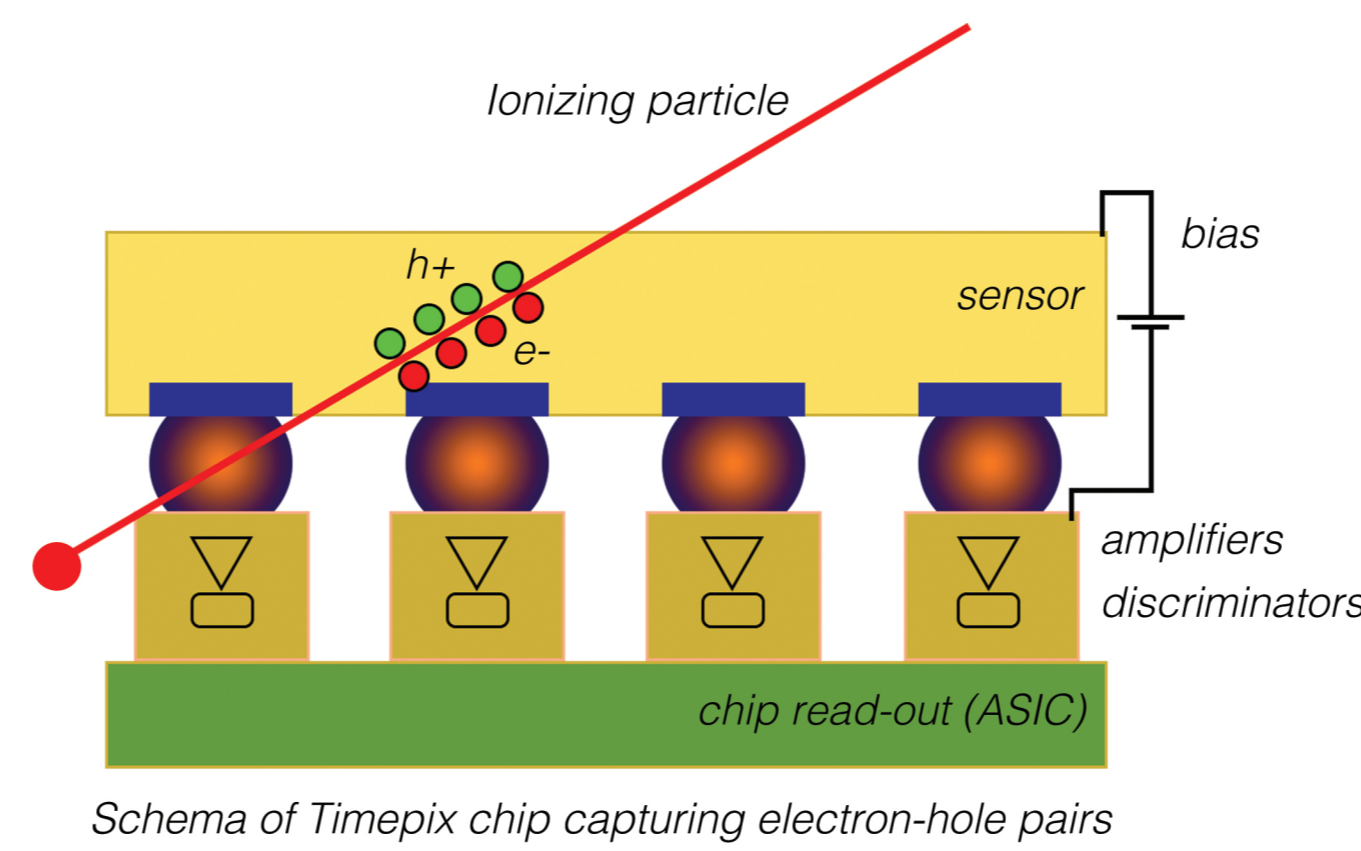 Ionizing particle
bias
h+
sensor
e-
amplifiers
discriminators
chip read-out (ASIC)
Schema of Timepix chip capturing electron-hole pairs